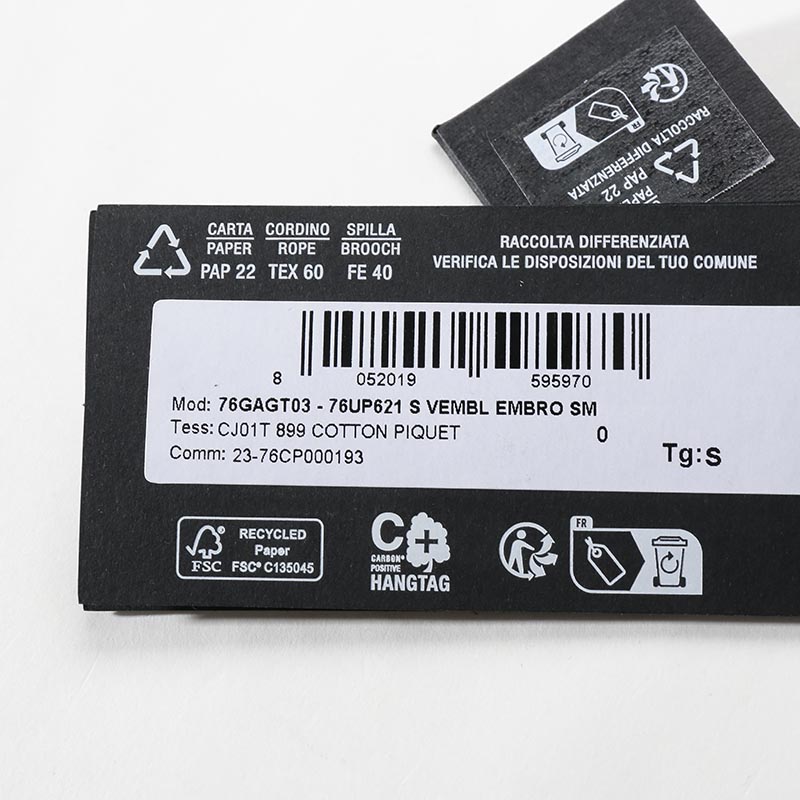 RACCOLTA DIFFERENZIATA
PAP 22
FR
CARTA CORDINO SPILLA
PAPER ROPE BROOCH
PAP 22 TEX 60 FE 40
RACCOLTA DIFFERENZIATA
VERIFICA LE DISPOSIZIONI DEL TUO COMUNE
8 052019 595970
Mod: 76GAGT03 - 76UP621 S VEMBL EMBRO SM
Tess: CJ01T 899 COTTON PIQUET 0
Comm: 23-76CP000193
Tg: S
FSC®
RECYCLED
Paper
FSC® C135045
C+
CARBON®
POSITIVE
HANGTAG
FR